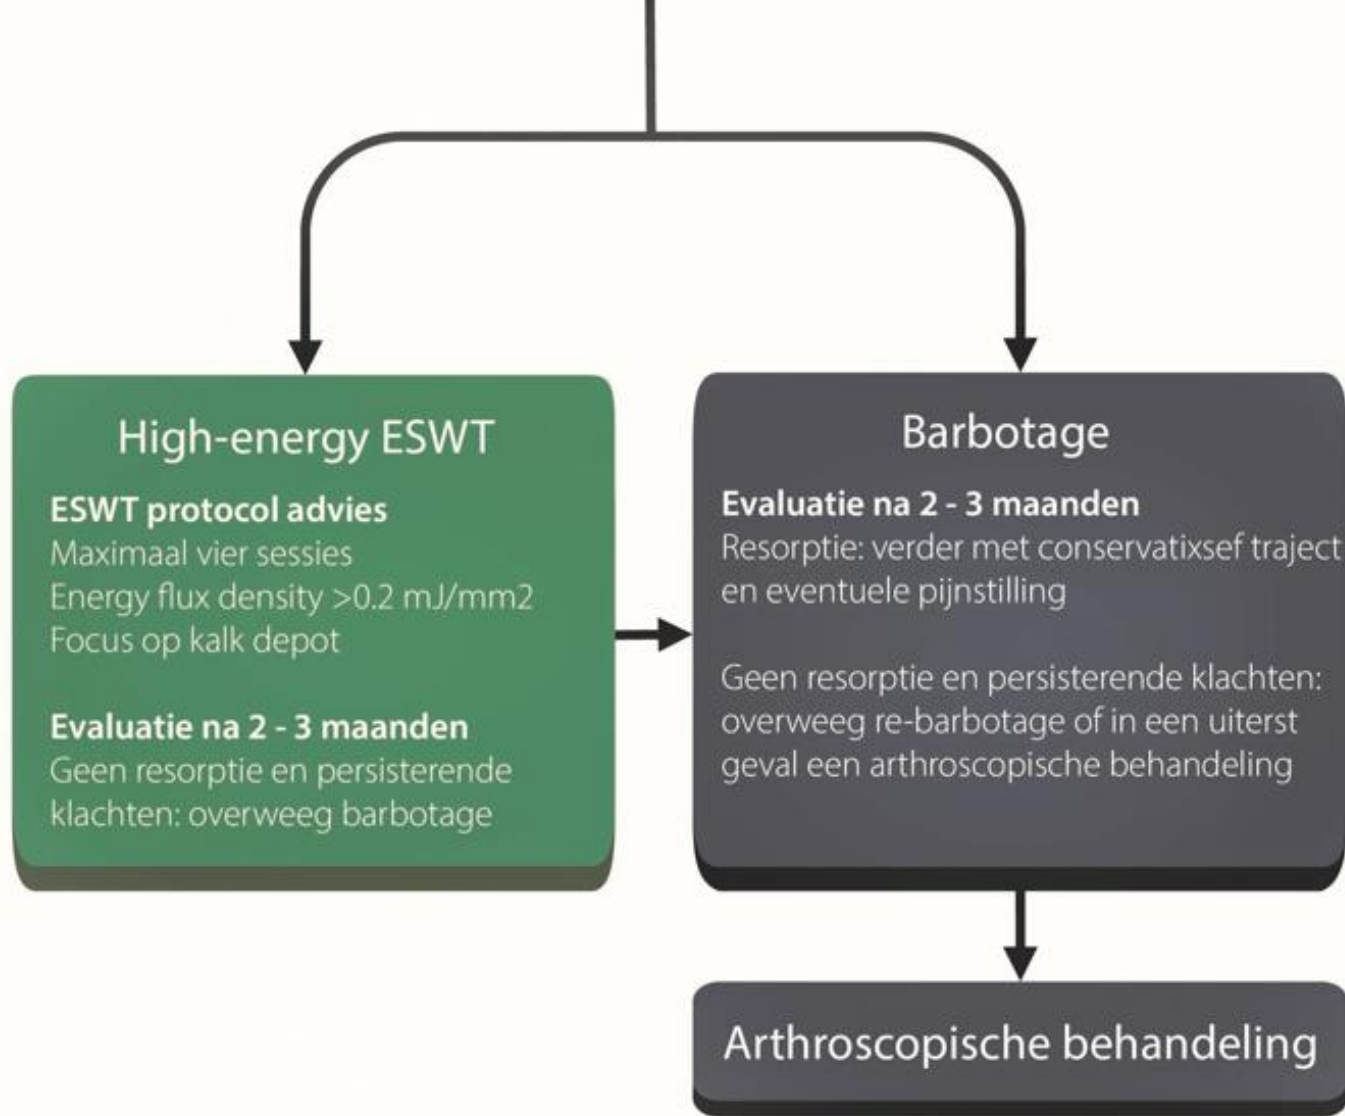 High-energy ESWT
ESWT protocol advies
Maximaal vier sessies
Energy flux density >0.2 mJ/mm2
Focus op kalk depot
Evaluatie na 2 - 3 maanden
Geen resorptie en persisterende
klachten: overweeg barbotage
Barbotage
Evaluatie na 2 - 3 maanden
Resorptie: verder met conservatixsef traject
en eventuele pijnstilling
Geen resorptie en persisterende klachten:
overweeg re-barbotage of in een uiterst
geval een arthroscopische behandeling
Arthroscopische behandeling